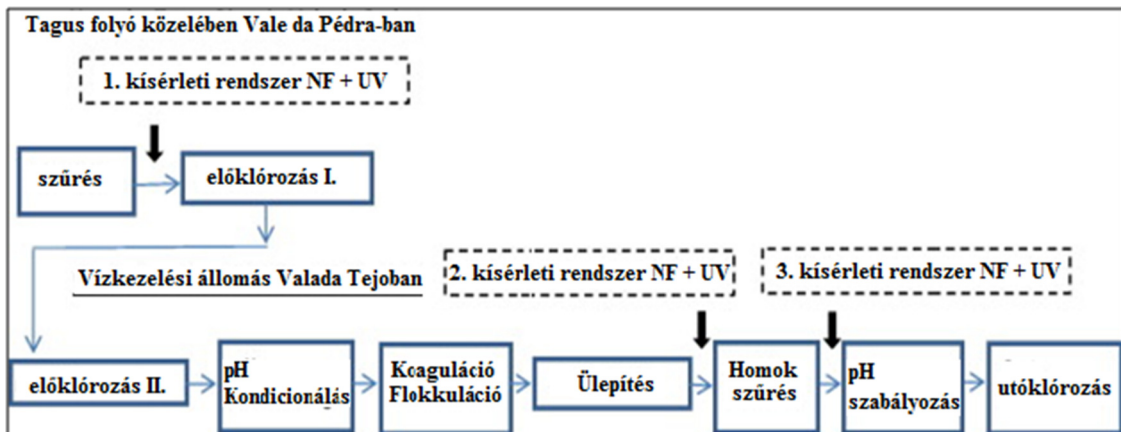 Tagus folyó közelében Vale da Pédra-ban
1. kísérleti rendszer NF + UV
szűrés
előklórozás I.
Vízkezelési állomás Valada Tejoban
2. kísérleti rendszer NF + UV
3. kísérleti rendszer NF + UV
előklórozás II.
pH
Kondicionálás
Koaguláció
Flokkuláció
Ülepítés
Homok
szűrés
pH
szabályozás
utóklórozás